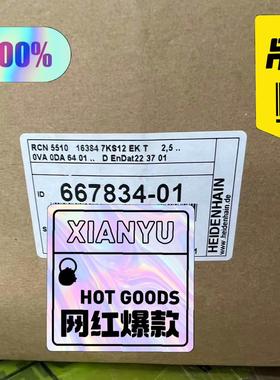 100%
RCN 5510 16384 7KS12 EK T 2,5 ..
0VA 0DA 64 01 .. D EnDat22 37 01
ID 667834-01
HEIDENHAIN
www.heidenhain.de
XIANYU
HOT GOODS
网红爆款